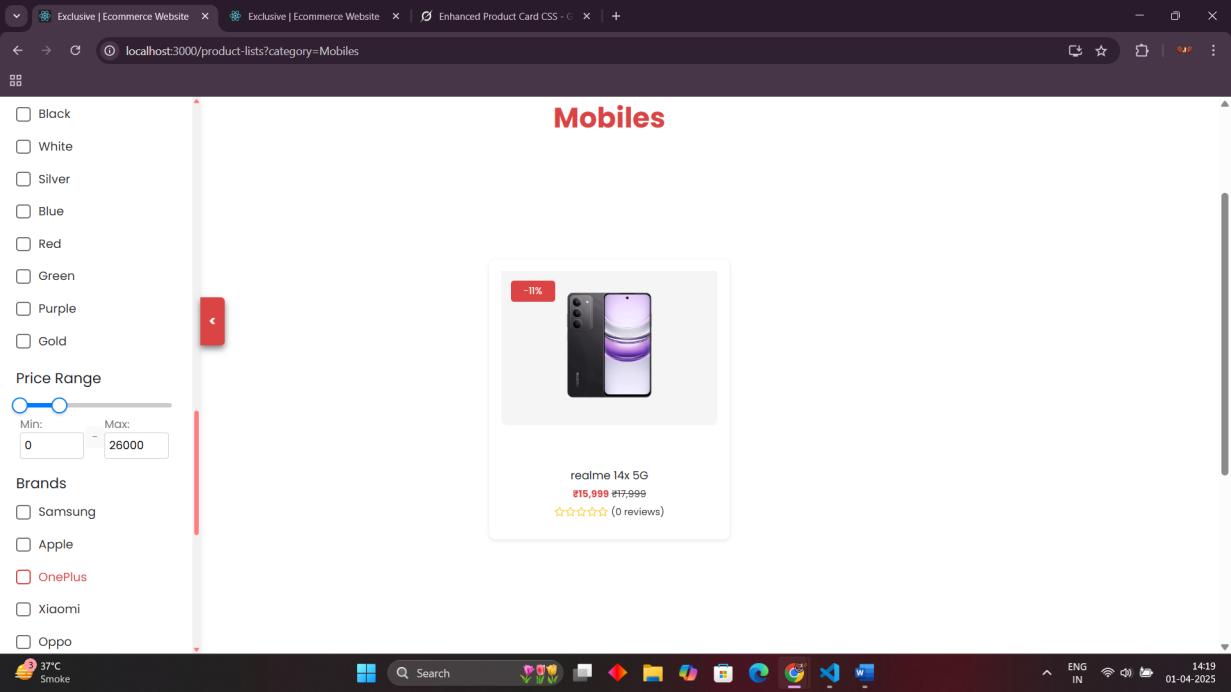 Exclusive | Ecommerce Website
Exclusive | Ecommerce Website
Enhanced Product Card CSS - G
localhost:3000/product-lists?category=Mobiles
Black
White
Silver
Blue
Red
Green
Purple
Gold
Price Range
Min:
Max:
0
-
26000
Brands
Samsung
Apple
OnePlus
Xiaomi
Oppo
<
Mobiles
-11%
realme 14x 5G
₹15,999 ₹17,999
(0 reviews)
3
37°C
Smoke
Search
ENG
IN
14:19
01-04-2025